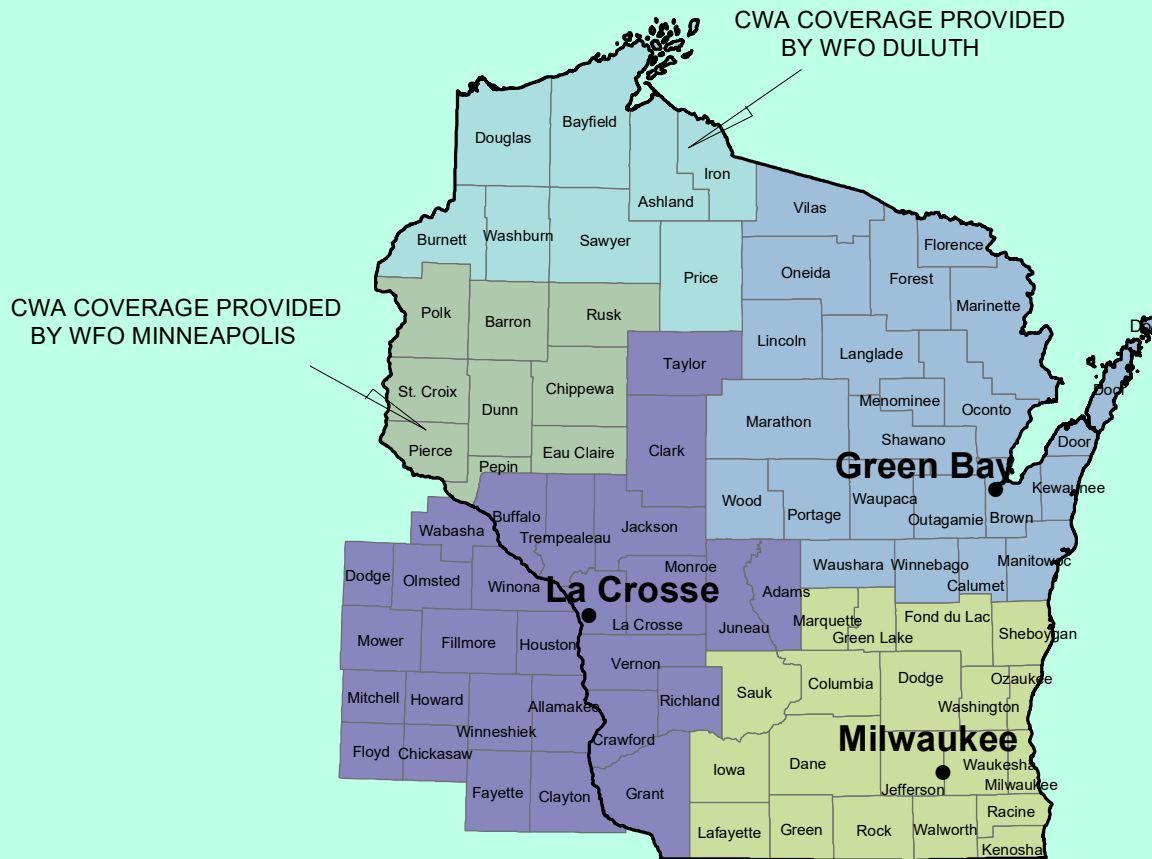 CWA COVERAGE PROVIDED
BY WFO DULUTH
Bayfield
Douglas
Iron
Ashland
Vilas
Burnett
Washburn
Sawyer
Florence
Price
Oneida
Forest
CWA COVERAGE PROVIDED
BY WFO MINNEAPOLIS
Marinette
Polk
Barron
Rusk
Do
Lincoln
Langlade
Taylor
St. Croix
Chippewa
Door
Menominee
Dunn
Oconto
Marathon
Shawano
Door
Pierce
Clark
Eau Claire
Pepin
Green Bay
Kewaunee
Wood
Waupaca
Portage
Buffalo
Outagamie
Brown
Jackson
Wabasha
Trempealeau
Manitowoc
Waushara
Winnebago
Monroe
Dodge
Olmsted
Winona
Calumet
La Crosse
Adams
Fond du Lac
Marquette
La Crosse
Juneau
Sheboygan
Green Lake
Mower
Fillmore
Houston
Vernon
Dodge
Ozaukee
Columbia
Sauk
Mitchell
Howard
Richland
Allamakee
Washington
Winneshiek
Crawford
Milwaukee
Floyd
Chickasaw
Dane
Waukesha
Iowa
Milwaukee
Jefferson
Fayette
Clayton
Grant
Racine
Lafayette
Green
Rock
Walworth
Kenosha